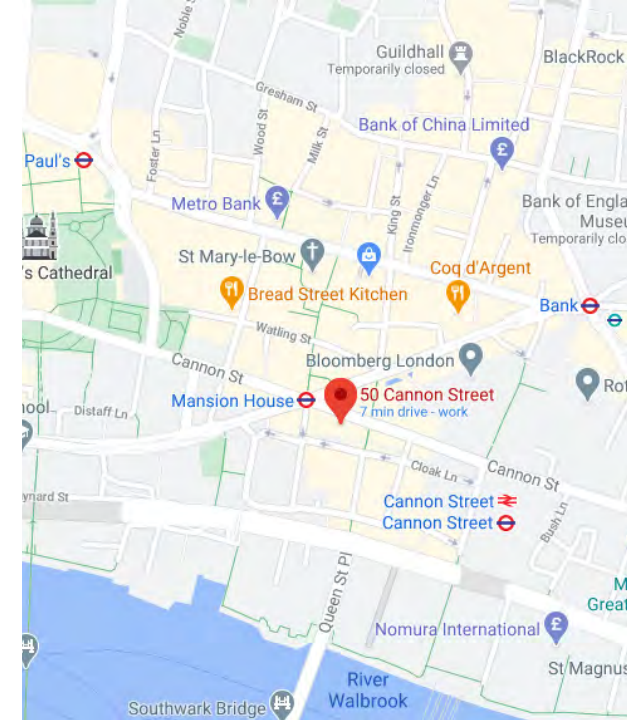 Noble St
Guildhall
Temporarily closed
BlackRock
Gresham St
Wood St
Milk St
Bank of China Limited
Foster Ln
Paul's
King St
Ironmonger Ln
Metro Bank
Bank of Engla
Museu
Temporarily clo
St Mary-le-Bow
's Cathedral
Coq d'Argent
Bread Street Kitchen
Bank
Watling St
Cannon St
Bloomberg London
Mansion House
50 Cannon Street
7 min drive - work
Rot
hool
Distaff Ln
Cloak Ln
Cannon St
ynard St
Cannon Street
Cannon Street
Bush Ln
Queen St Pl
M
Great
Nomura International
St Magnus
River
Walbrook
Southwark Bridge